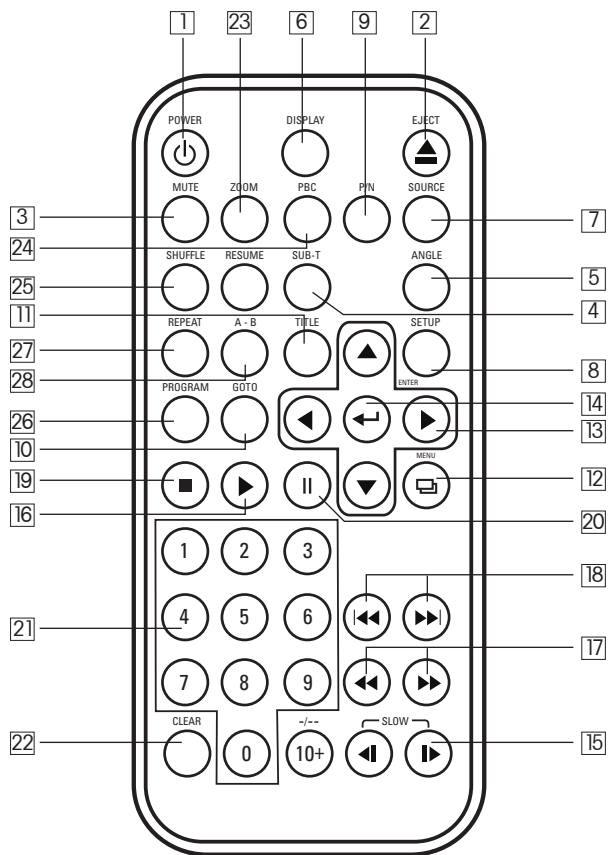 1 23 6 9 2
POWER DISPLAY EJECT
MUTE ZOOM PBC P/N SOURCE
3 7
24
SHUFFLE RESUME SUB-T ANGLE
25 5
11 4
REPEAT A - B TITLE SETUP
27 8
28 ENTER
PROGRAM GOTO 14
26 13
10 MENU
19 12
16 20
1 2 3
18
21 4 5 6
17
7 8 9
CLEAR -/-- SLOW
22 0 10+ 15